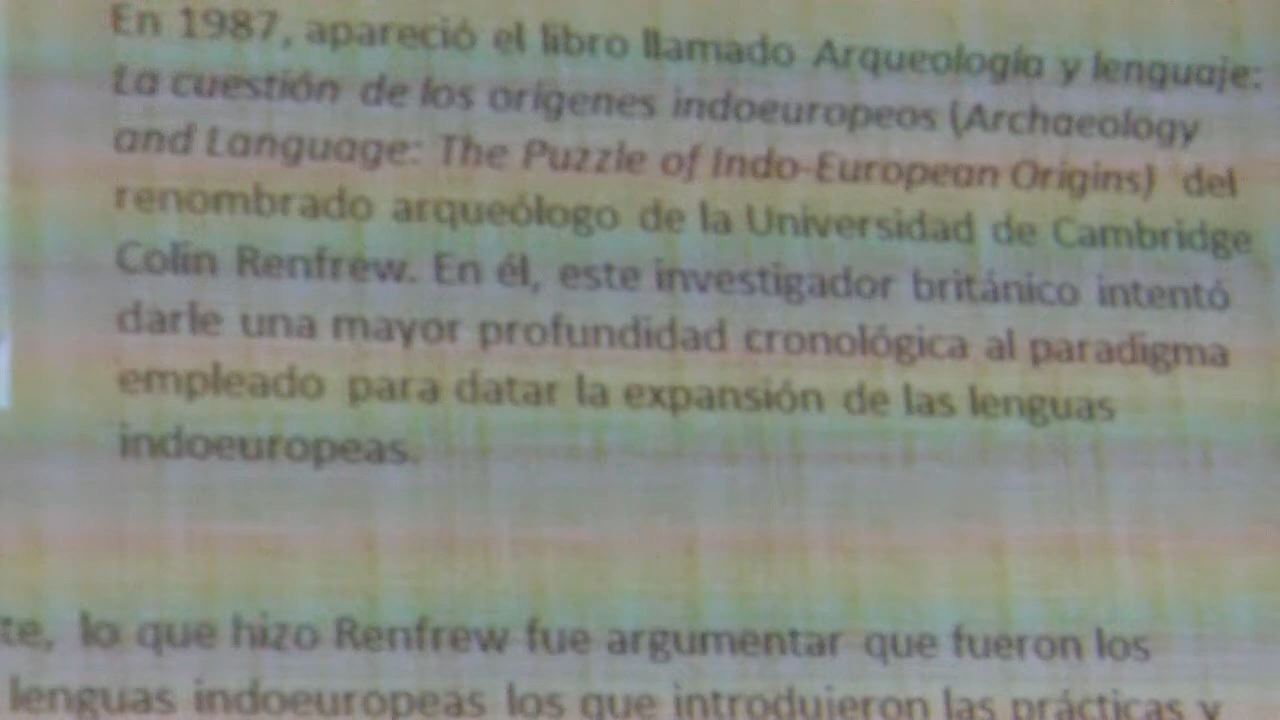 En 1987, apareció el libro llamado Arqueología y lenguaje:
La cuestión de los orígenes indoeuropeos (Archaeology
and Language: The Puzzle of Indo-European Origins) del
renombrado arqueólogo de la Universidad de Cambridge
Colin Renfrew. En él, este investigador británico intentó
darle una mayor profundidad cronológica al paradigma
empleado para datar la expansión de las lenguas
indoeuropeas.
te, lo que hizo Renfrew fue argumentar que fueron los
lenguas indoeuropeas los que introdujeron las prácticas y